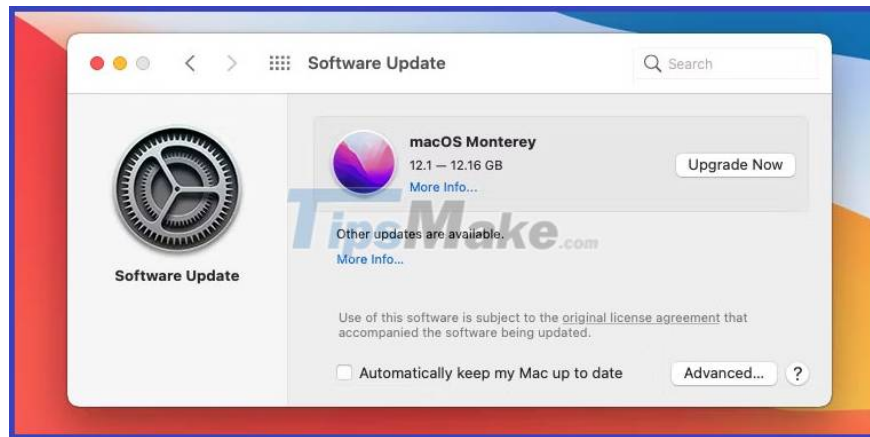 Software Update
Search
macOS Monterey
12.1 — 12.16 GB
More Info...
Upgrade Now
TipsMake.com
Other updates are available.
More Info...
Software Update
Use of this software is subject to the original license agreement that
accompanied the software being updated.
Automatically keep my Mac up to date
Advanced...
?